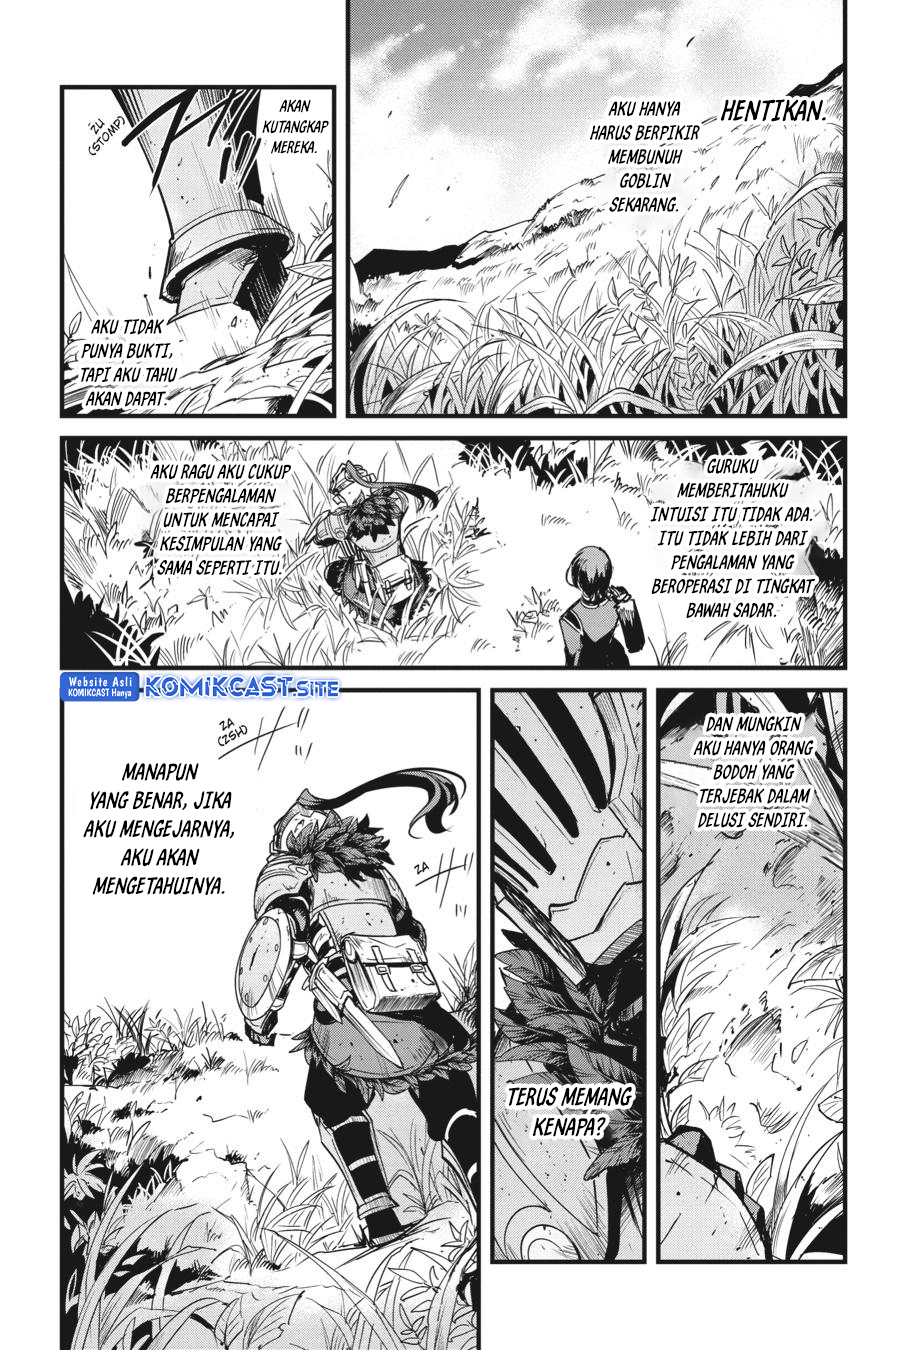 HENTIKAN.
AKU HANYA
HARUS BERPIKIR
MEMBUNUH
GOBLIN
SEKARANG.
AKAN
KUTANGKAP
MEREKA.
ZU
(STOMP)
AKU TIDAK
PUNYA BUKTI,
TAPI AKU TAHU
AKAN DAPAT.
GURUKU
MEMBERITAHUKU
INTUISI ITU TIDAK ADA.
ITU TIDAK LEBIH DARI
PENGALAMAN YANG
BEROPERASI DI TINGKAT
BAWAH SADAR.
AKU RAGU AKU CUKUP
BERPENGALAMAN
UNTUK MENCAPAI
KESIMPULAN YANG
SAMA SEPERTI ITU.
Website Asli
KOMIKCAST Hanya
KOMIKCAST.SITE
DAN MUNGKIN
AKU HANYA ORANG
BODOH YANG
TERJEBAK DALAM
DELUSI SENDIRI.
TERUS MEMANG
KENAPA?
ZA
(ZSH)
MANAPUN
YANG BENAR, JIKA
AKU MENGEJARNYA,
AKU AKAN
MENGETAHUINYA.
ZA